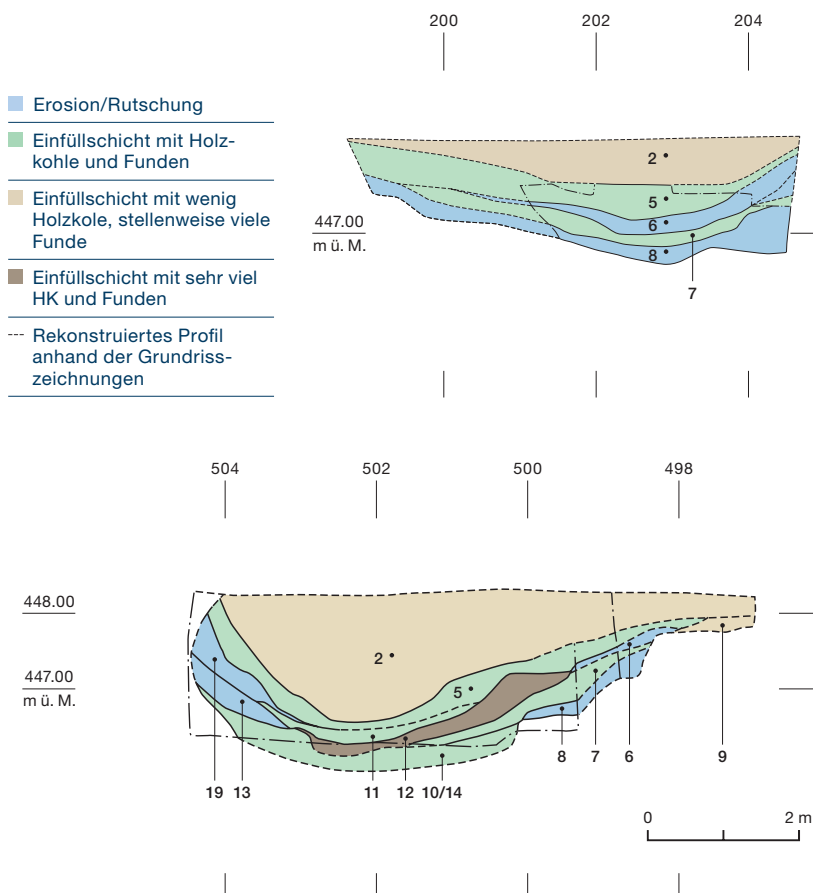 200 202 204
Erosion/Rutschung
Einfüllschicht mit Holz-
kohle und Funden
Einfüllschicht mit wenig
Holzkole, stellenweise viele
Funde
Einfüllschicht mit sehr viel
HK und Funden
Rekonstruiertes Profil
anhand der Grundriss-
zeichnungen
2
5
447.00
m ü. M.
6
8
7
504 502 500 498
448.00
2
447.00
m ü. M.
5
19 13 11 12 10/14 8 7 6 9
0 2 m